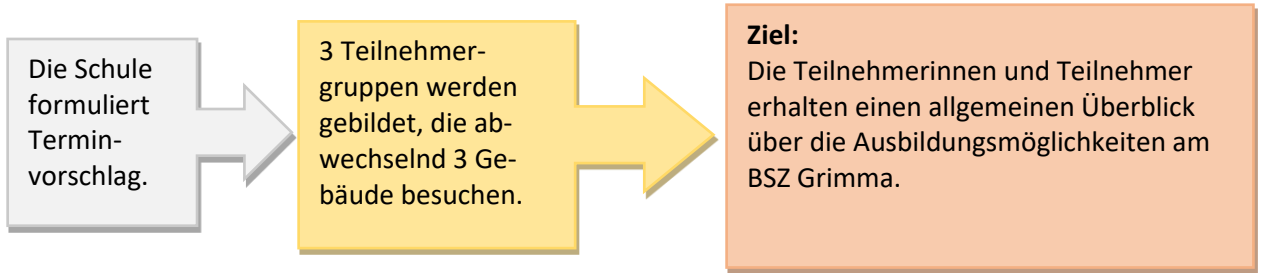 Die Schule
formuliert
Termin-
vorschlag.
3 Teilnehmer-
gruppen werden
gebildet, die ab-
wechselnd 3 Ge-
bäude besuchen.
Ziel:
Die Teilnehmerinnen und Teilnehmer
erhalten einen allgemeinen Überblick
über die Ausbildungsmöglichkeiten am
BSZ Grimma.